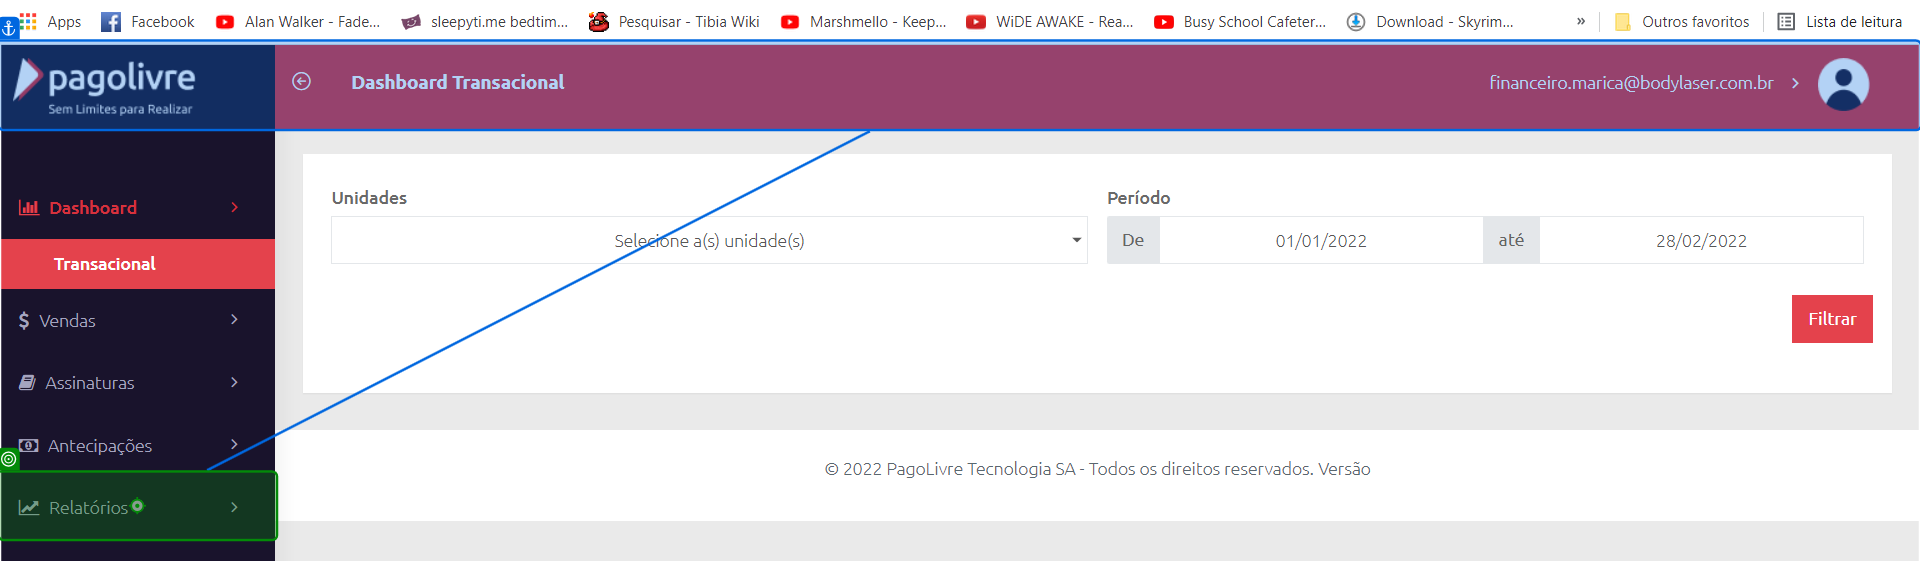 Apps Facebook Alan Walker - Fade... sleepyti.me bedtim... Pesquisar - Tibia Wiki Marshmello - Keep... WiDE AWAKE - Rea... Busy School Cafeter... Download - Skyrim... » Outros favoritos Lista de leitura
pagolivre
Sem Limites para Realizar
Dashboard Transacional
financeiro.marica@bodylaser.com.br
Dashboard
Transacional
Vendas
Assinaturas
Antecipações
Relatórios
Unidades
Selecione a(s) unidade(s)
Período
De 01/01/2022 até 28/02/2022
Filtrar
© 2022 PagoLivre Tecnologia SA - Todos os direitos reservados. Versão